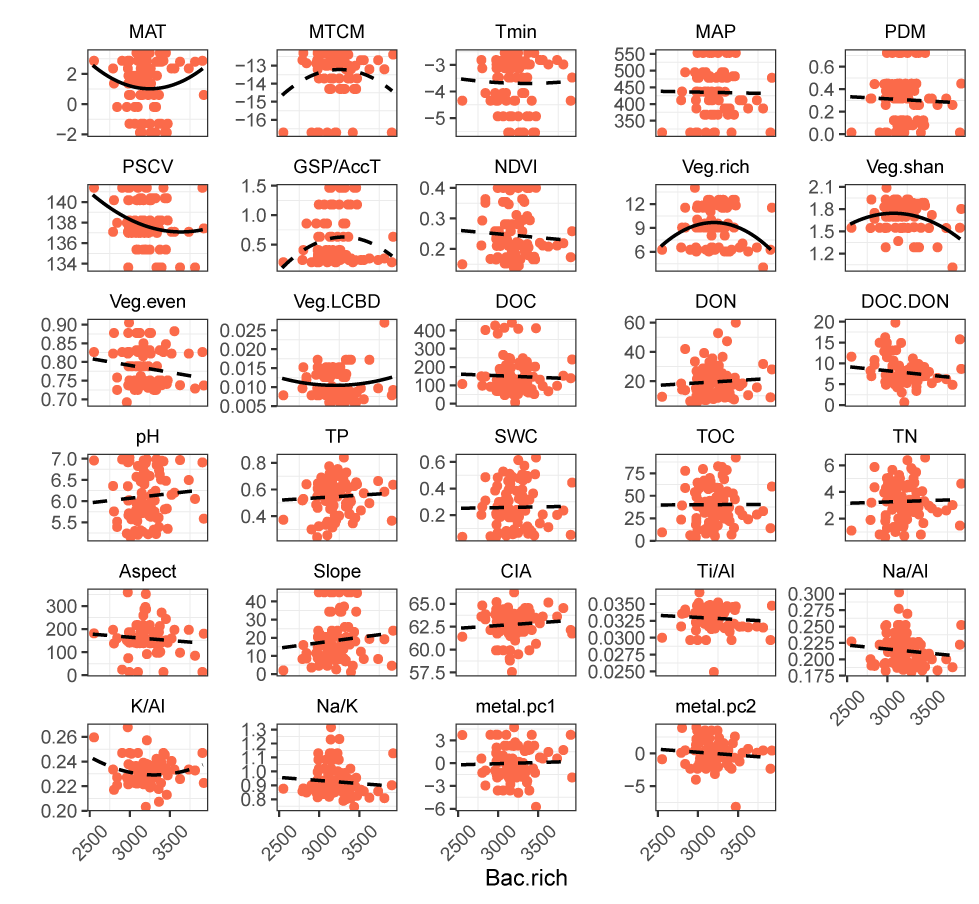 MAT MTCM Tmin MAP PDM
2 0 −2
−13 −14 −15 −16
−3 −4 −5
550 500 450 400 350
0.6 0.4 0.2 0.0
PSCV GSP/AccT NDVI Veg.rich Veg.shan
140 138 136 134
1.5 1.0 0.5
0.4 0.3 0.2
12 9 6
2.1 1.8 1.5 1.2
Veg.even Veg.LCBD DOC DON DOC.DON
0.90 0.85 0.80 0.75 0.70
0.025 0.020 0.015 0.010 0.005
400 300 200 100 0
60 40 20
20 15 10 5 0
pH TP SWC TOC TN
7.0 6.5 6.0 5.5
0.8 0.6 0.4
0.6 0.4 0.2
75 50 25 0
6 4 2
Aspect Slope CIA Ti/Al Na/Al
300 200 100 0
40 30 20 10 0
65.0 62.5 60.0 57.5
0.0350 0.0325 0.0300 0.0275 0.0250
0.300 0.275 0.250 0.225 0.200 0.175
K/Al Na/K metal.pc1 metal.pc2
2500 3000 3500
0.26 0.24 0.22 0.20
1.3 1.2 1.1 1.0 0.9 0.8
3 0 −3 −6
0 −5
2500 3000 3500
2500 3000 3500
2500 3000 3500
2500 3000 3500
Bac.rich